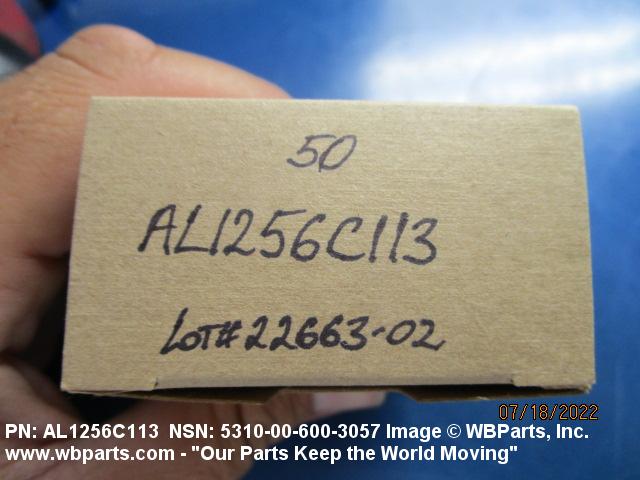 50
AL1256C113
LOT# 22663-02
07/18/2022
PN: AL1256C113 NSN: 5310-00-600-3057 Image © WBParts, Inc.
www.wbparts.com - "Our Parts Keep the World Moving"